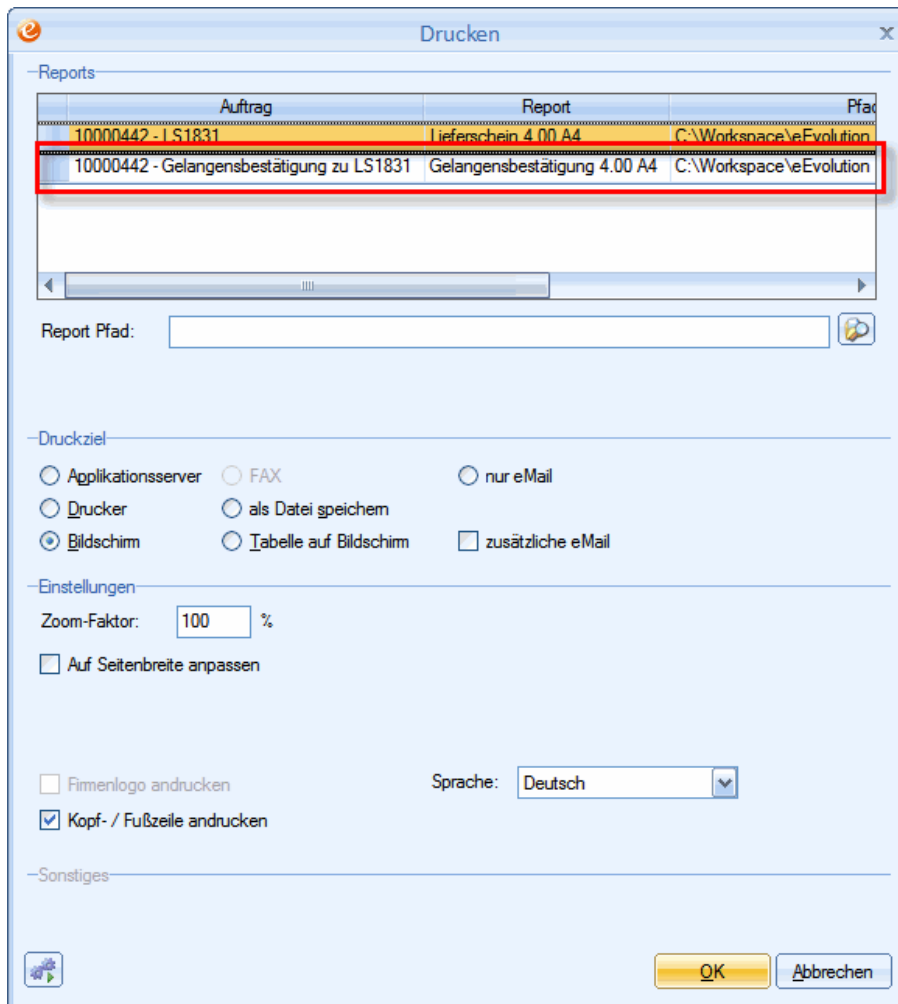 Drucken
Reports
Auftrag Report Pfad
10000442 - LS1831 Lieferschein 4.00 A4 C:\Workspace\eEvolution
10000442 - Gelangensbestätigung zu LS1831 Gelangensbestätigung 4.00 A4 C:\Workspace\eEvolution
Report Pfad:
Druckziel
Applikationsserver FAX nur eMail
Drucker als Datei speichern
Bildschirm Tabelle auf Bildschirm zusätzliche eMail
Einstellungen
Zoom-Faktor: 100 %
Auf Seitenbreite anpassen
Firmenlogo andrucken Sprache: Deutsch
Kopf- / Fußzeile andrucken
Sonstiges
OK Abbrechen